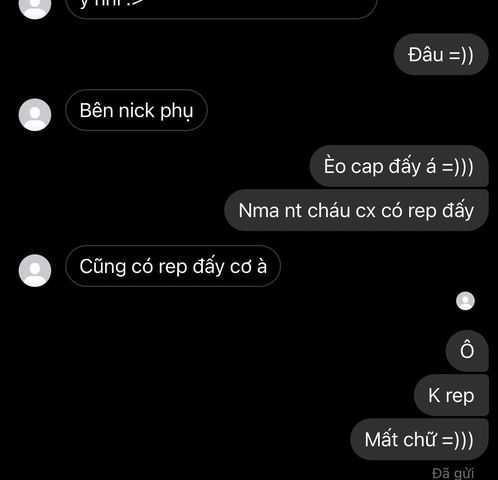 ý nhỉ :>
Đâu =))
Bên nick phụ
Èo cap đấy á =)))
Nma nt cháu cx có rep đấy
Cũng có rep đấy cơ à
Ô
K rep
Mất chữ =)))
Đã gửi